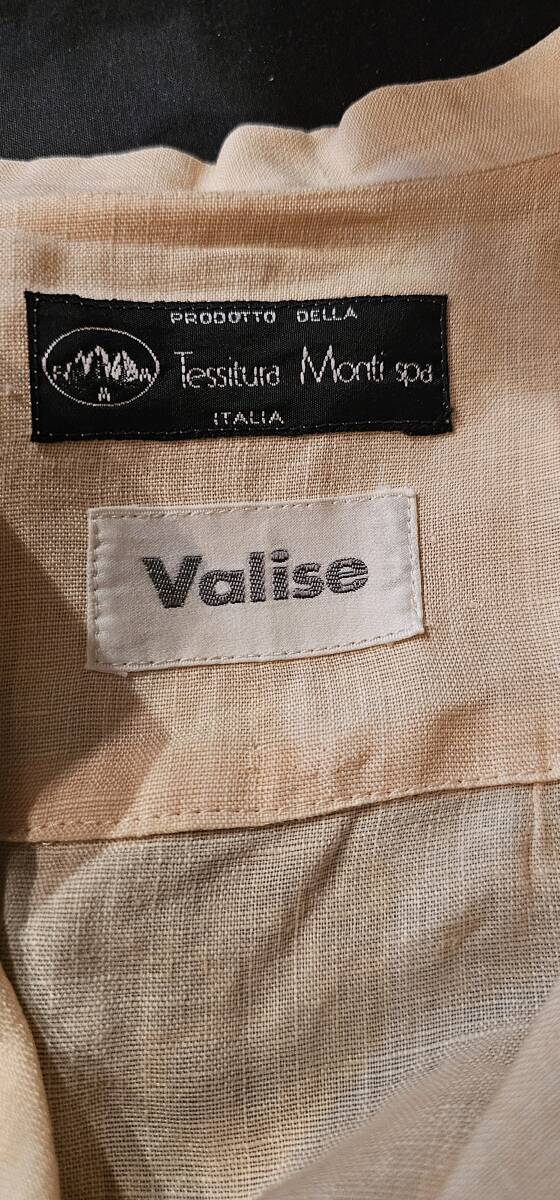 PRODOTTO DELLA
Tessitura Monti spa
ITALIA
Valise